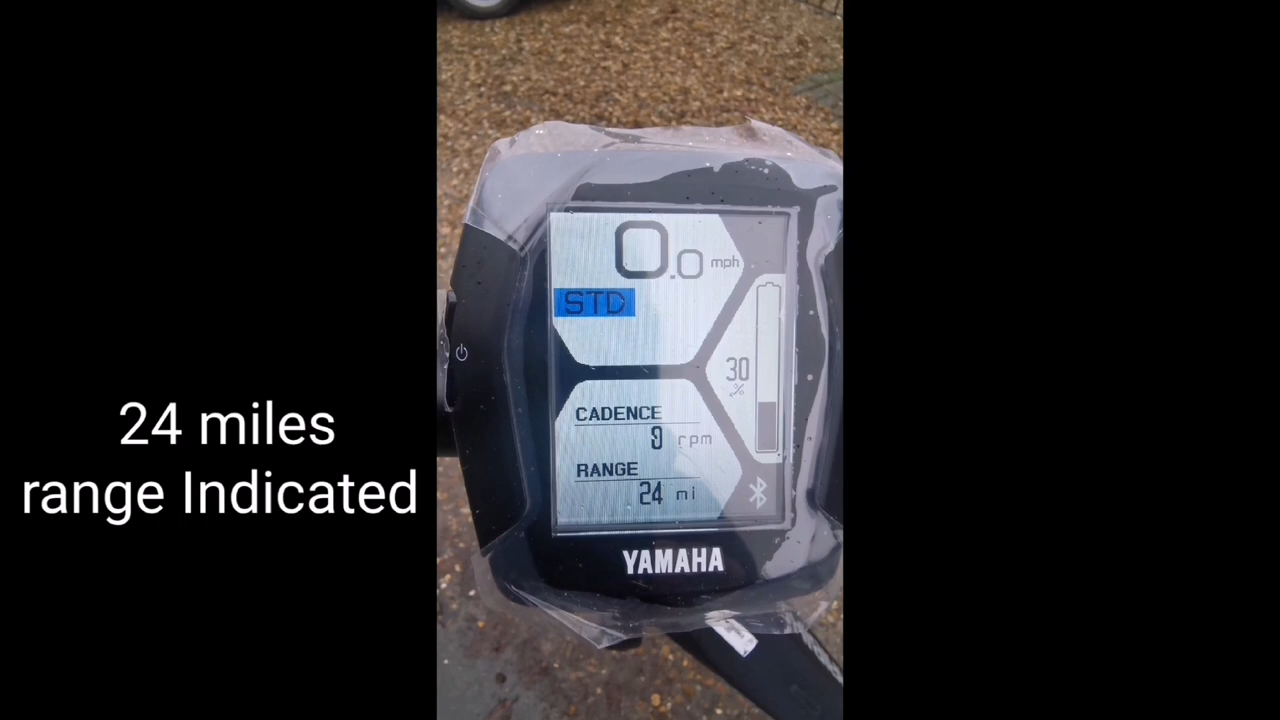 0.0 mph
STD
30
%
CADENCE
0 rpm
RANGE
24 mi
YAMAHA
24 miles
range Indicated